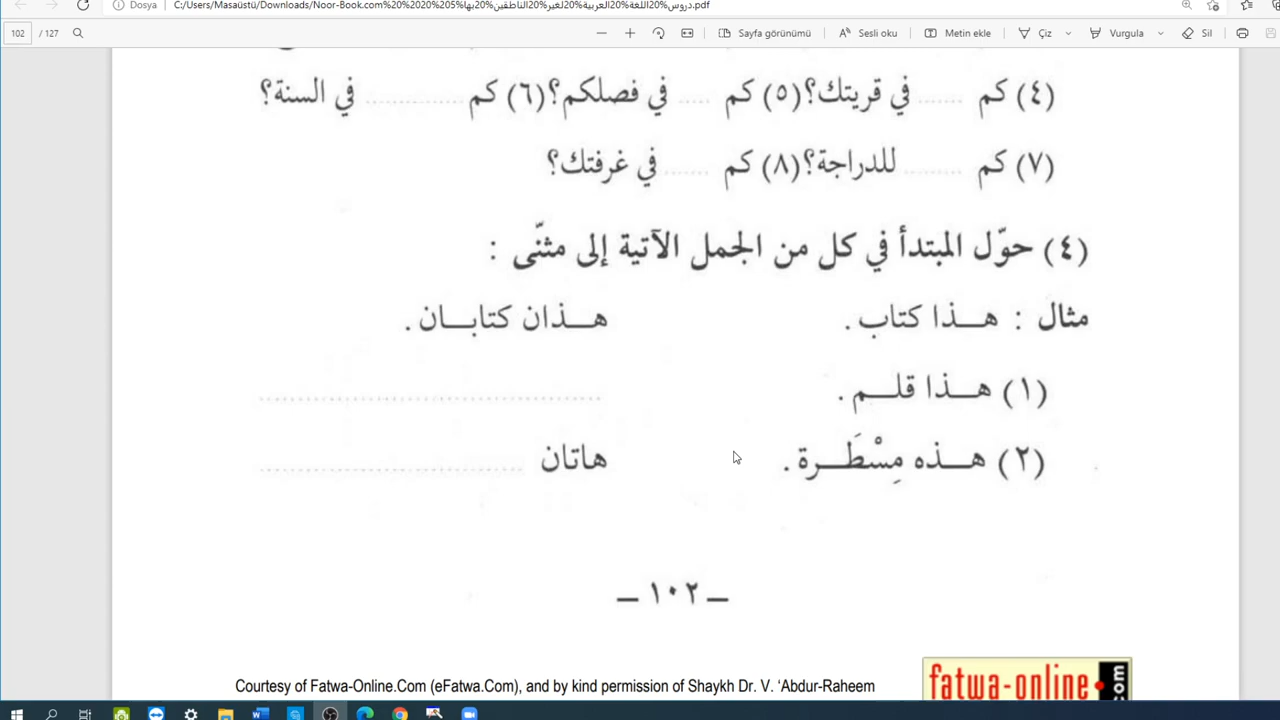 Dosya C:/Users/Masaüstü/Downloads/Noor-Book.com%20%2020%205%20دروس%20اللغة%20العربية%20لغير%20الناطقين%20بها.pdf
102 / 127 Sayfa görünümü Sesli oku Metin ekle Çiz Vurgula Sil
(٤) كم ...... في قريتك؟ (٥) كم ..... في فصلكم؟ (٦) كم ............. في السنة؟
(٧) كم ........ للدراجة؟ (٨) كم ...... في غرفتك؟
(٤) حوّل المبتدأ في كل من الجمل الآتية إلى مثنّى :
مثال : هـذا كتاب . هـذان كتابـان .
(١) هـذا قلـم . ................................................
(٢) هـذه مِسْطَـرة . هاتان .....................................
– ١٠٢ –
Courtesy of Fatwa-Online.Com (eFatwa.Com), and by kind permission of Shaykh Dr. V. ‘Abdur-Raheem
fatwa-online.com